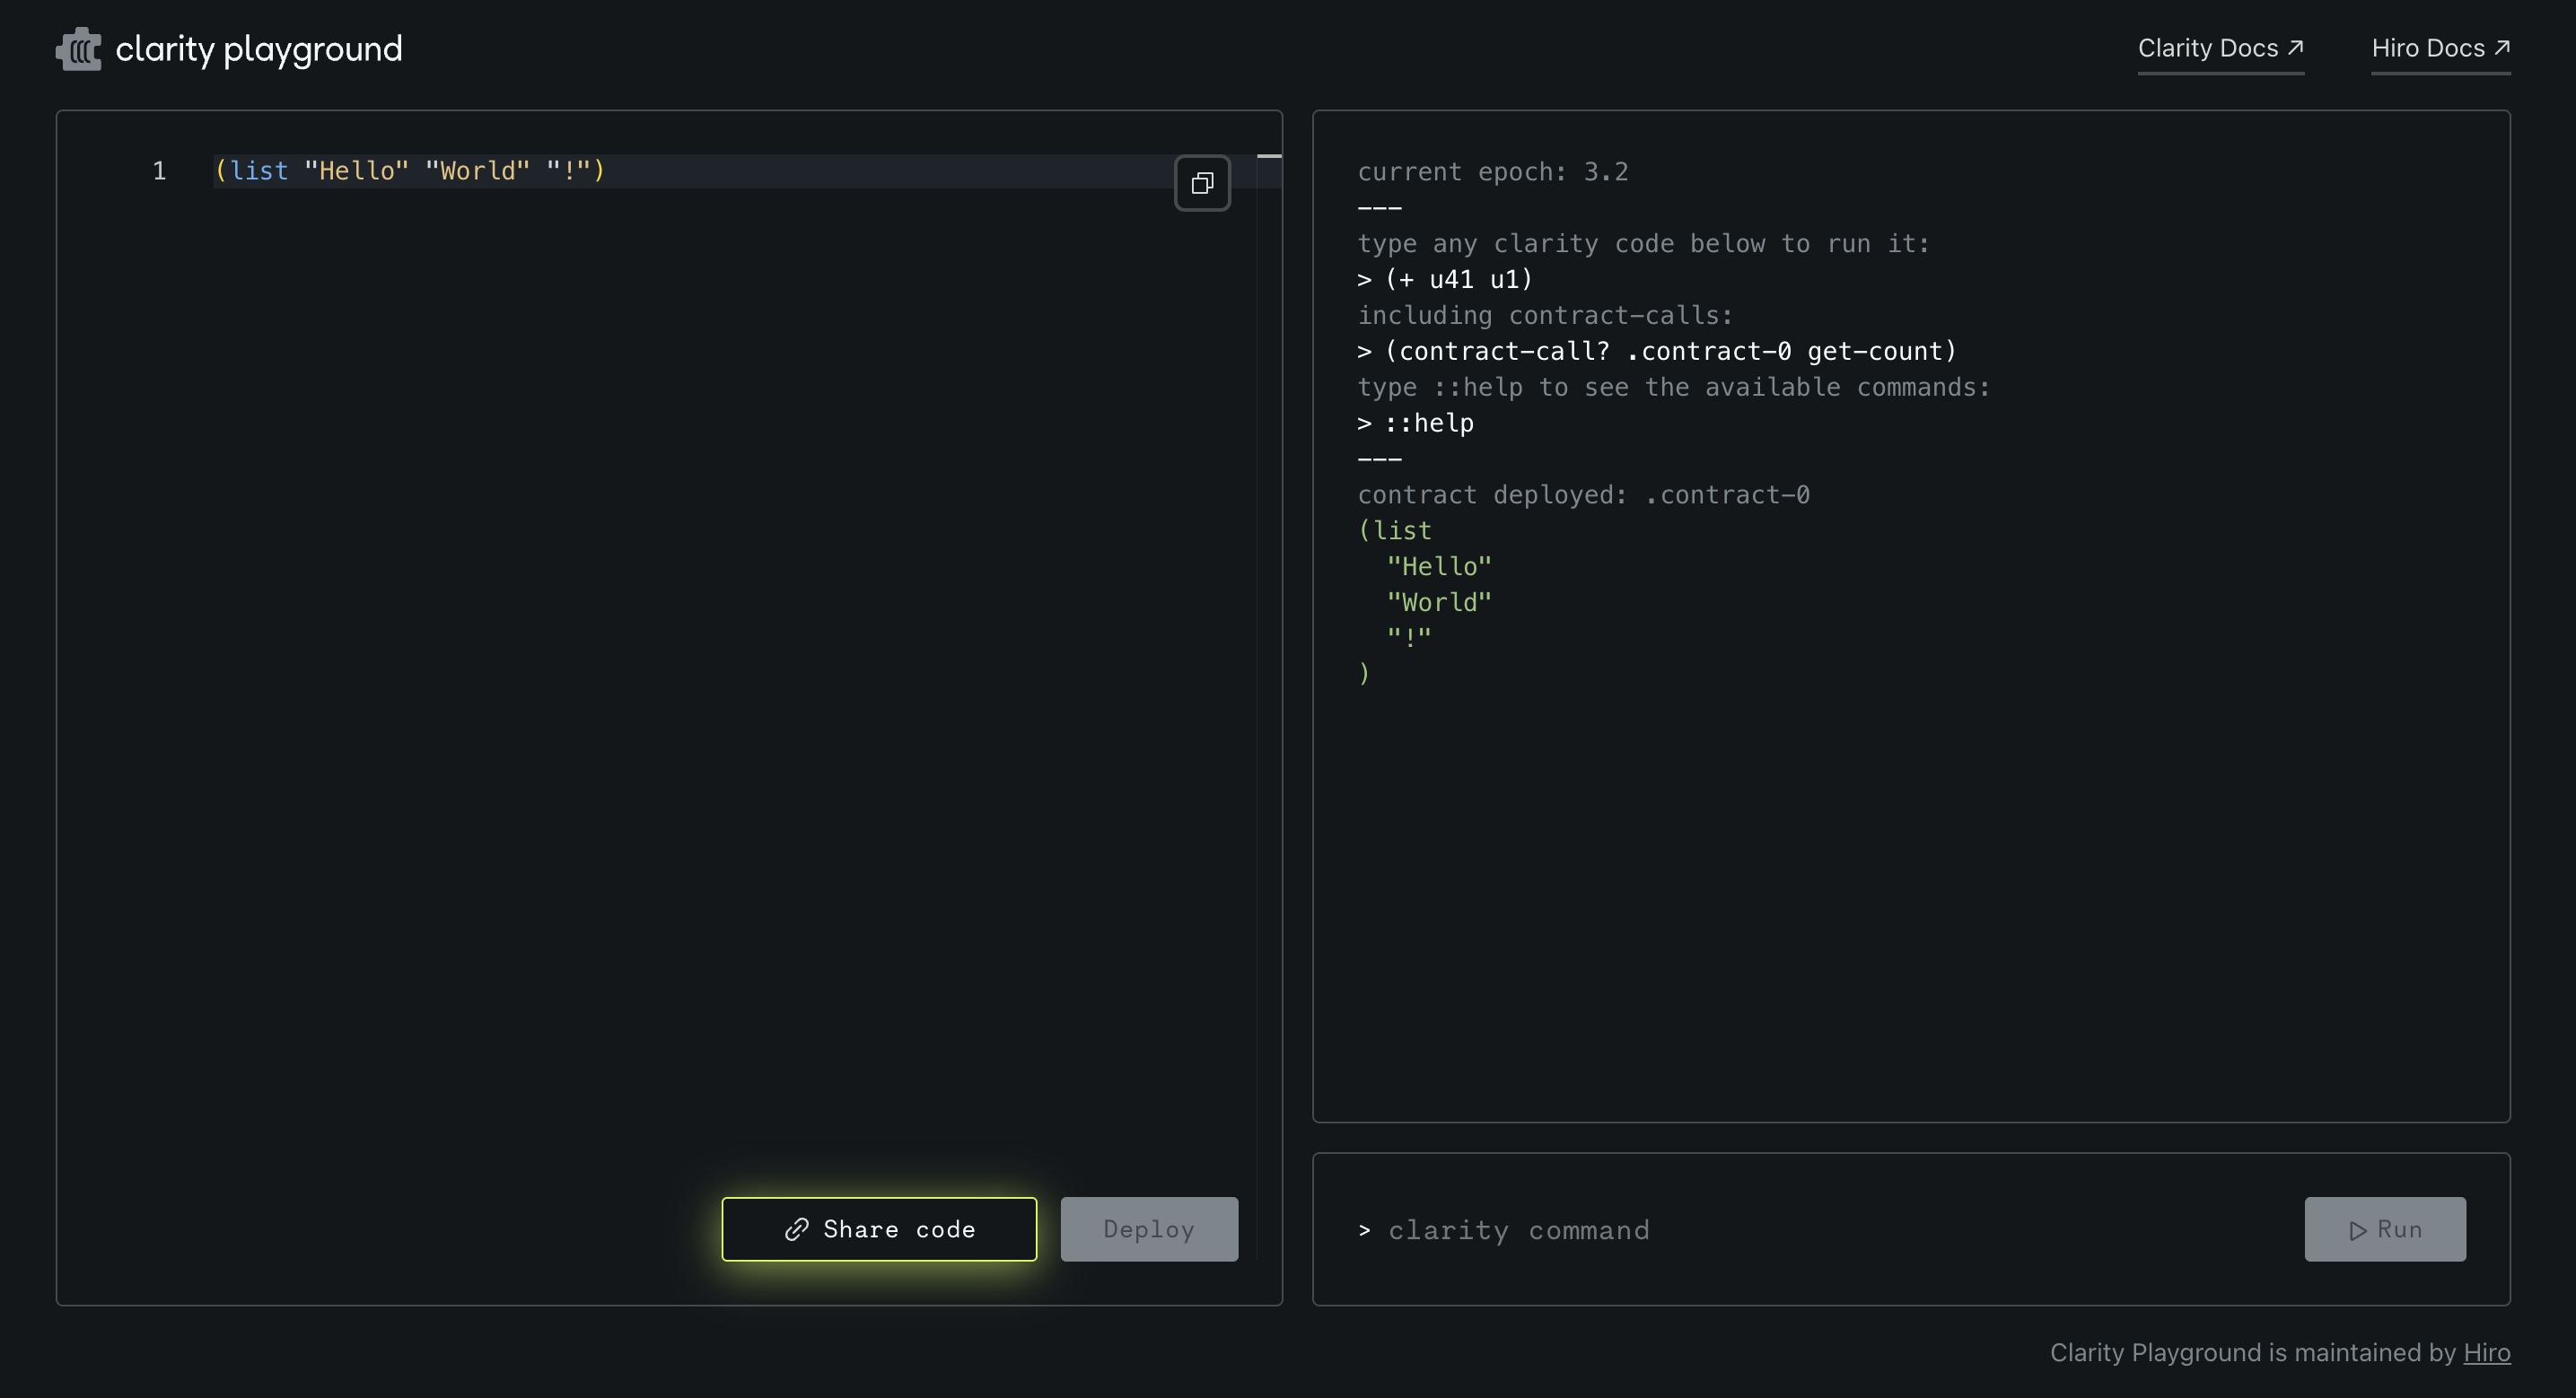 clarity playground
Clarity Docs ↗
Hiro Docs ↗
1 (list "Hello" "World" "!")
Share code
Deploy
current epoch: 3.2
---
type any clarity code below to run it:
> (+ u41 u1)
including contract-calls:
> (contract-call? .contract-0 get-count)
type ::help to see the available commands:
> ::help
---
contract deployed: .contract-0
(list
  "Hello"
  "World"
  "!"
)
> clarity command
Run
Clarity Playground is maintained by Hiro